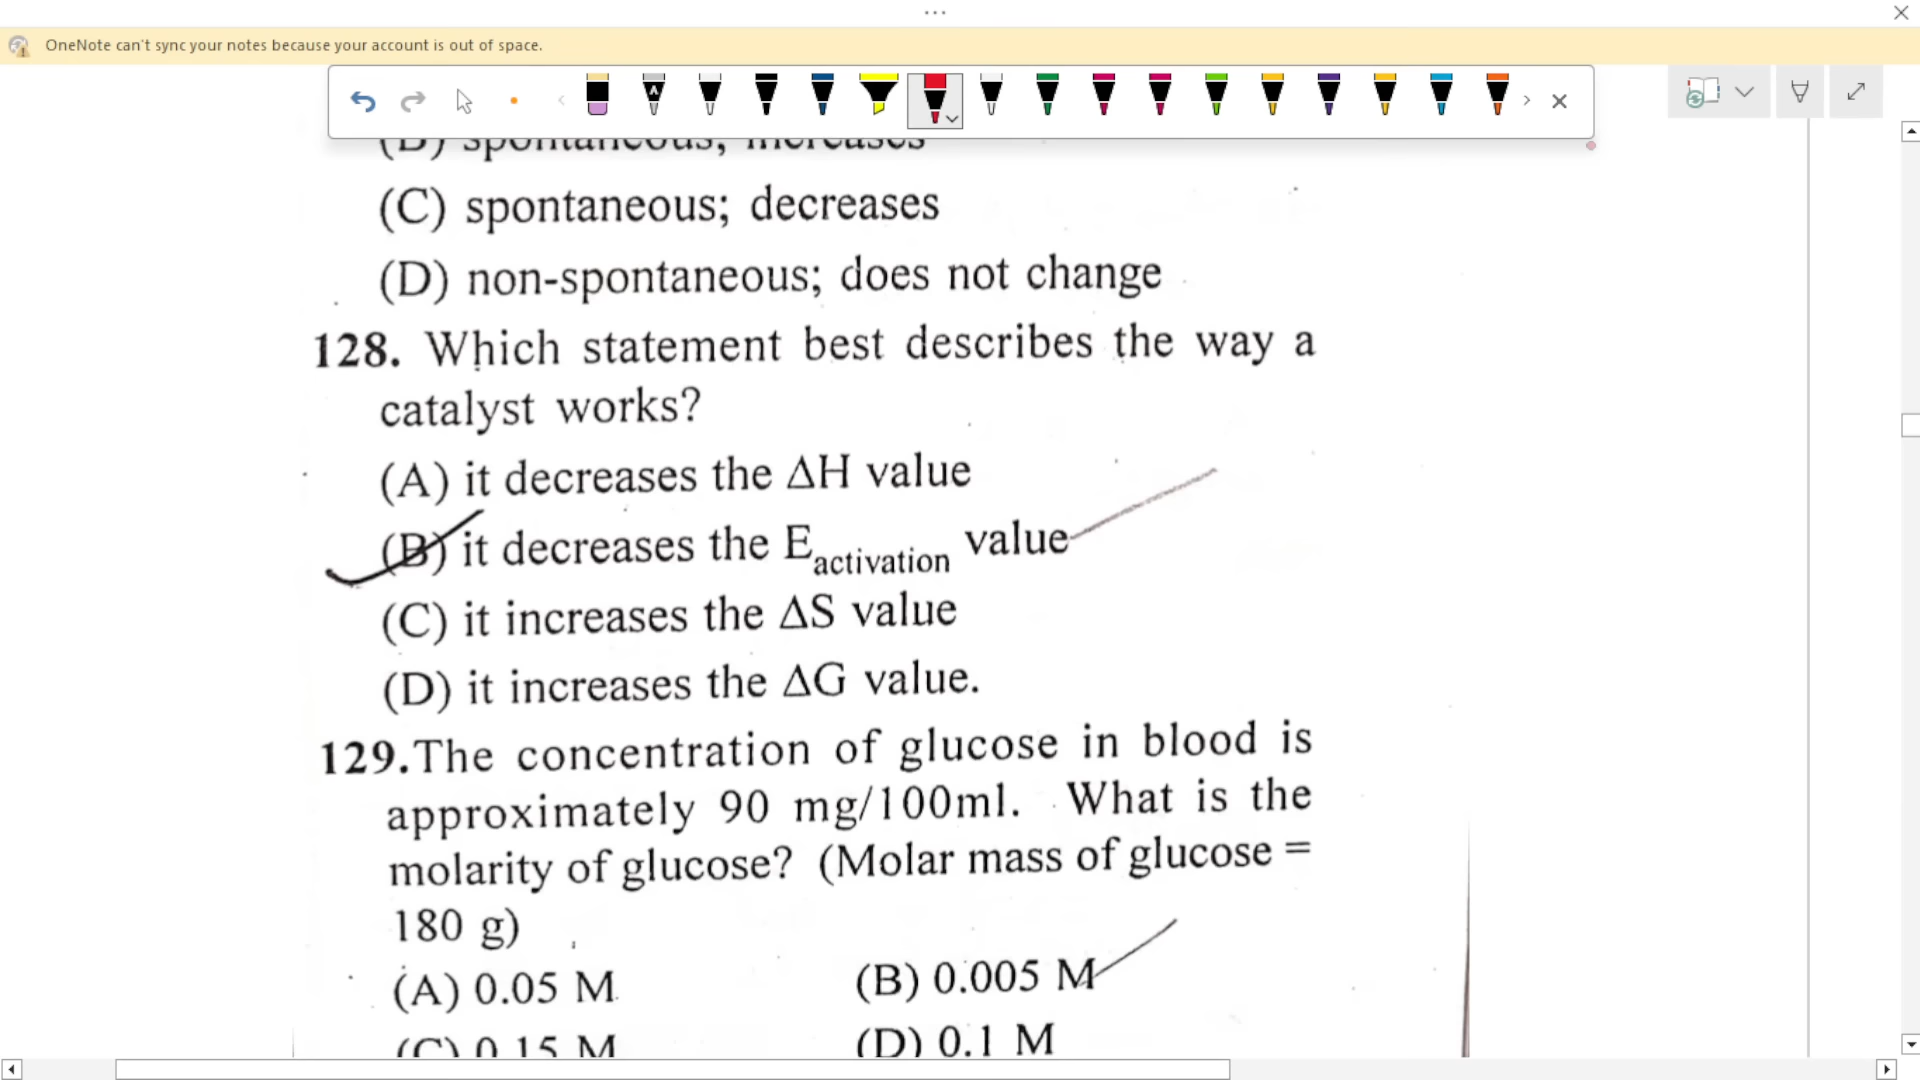 OneNote can't sync your notes because your account is out of space.
(B) spontaneous; increases
(C) spontaneous; decreases
(D) non-spontaneous; does not change
128. Which statement best describes the way a
catalyst works?
(A) it decreases the ΔH value
(B) it decreases the Eactivation value
(C) it increases the ΔS value
(D) it increases the ΔG value.
129.The concentration of glucose in blood is
approximately 90 mg/100ml. What is the
molarity of glucose? (Molar mass of glucose =
180 g)
(A) 0.05 M
(B) 0.005 M
(C) 0.15 M
(D) 0.1 M